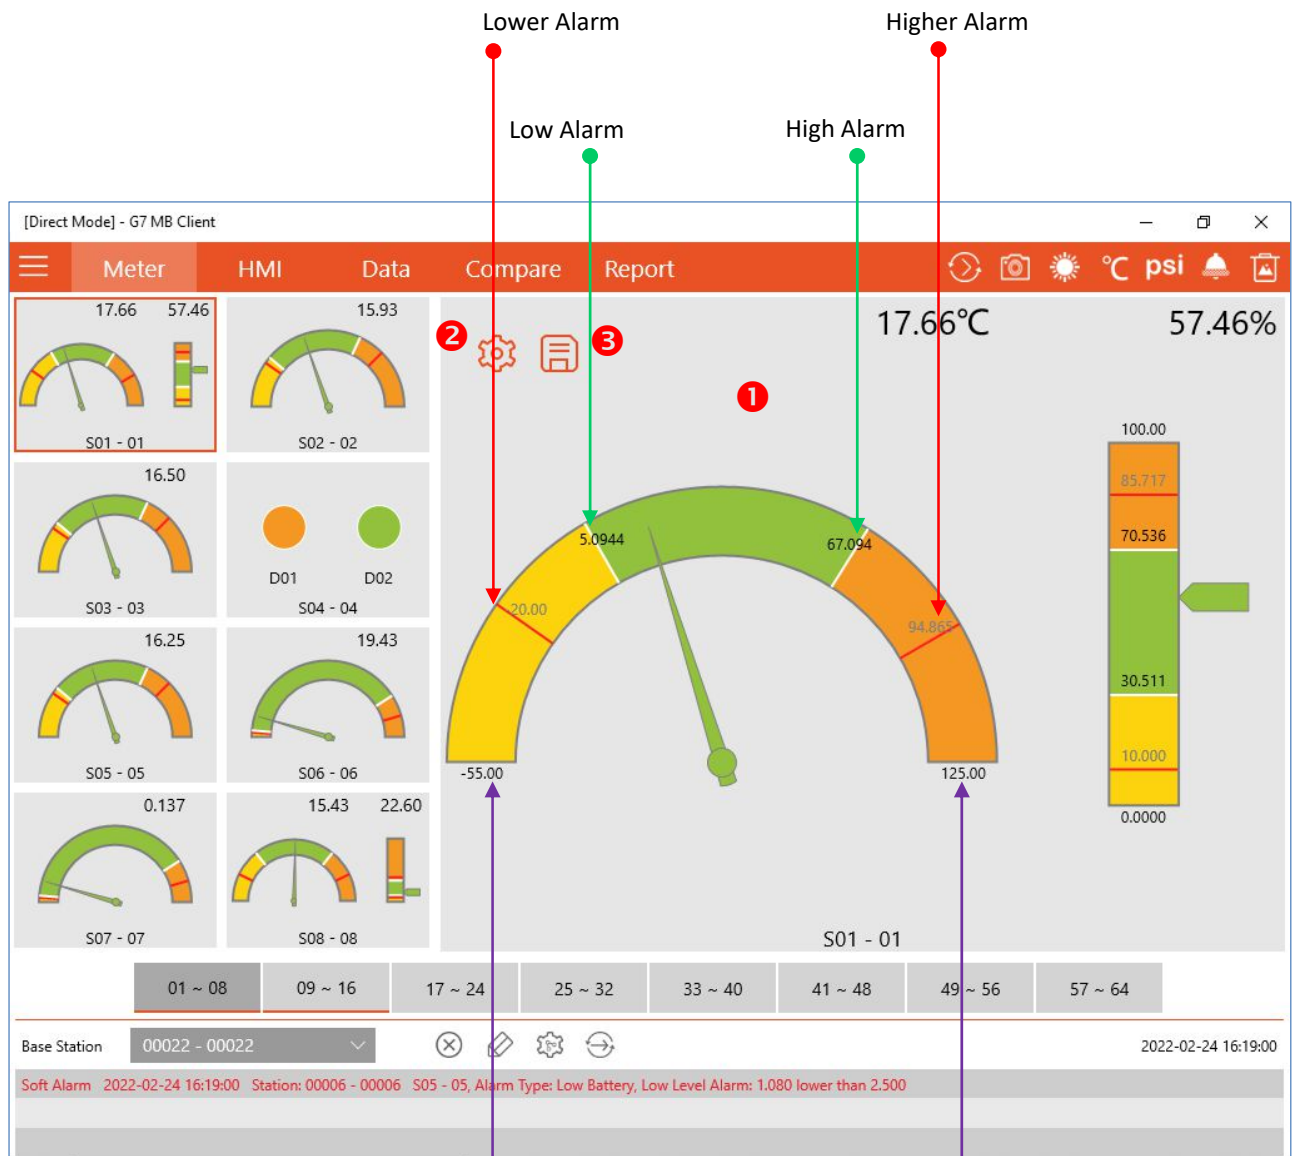 Lower Alarm
Higher Alarm
Low Alarm
High Alarm
[Direct Mode] - G7 MB Client
Meter HMI Data Compare Report ℃ psi
17.66 57.46
S01 - 01
15.93
S02 - 02
16.50
S03 - 03
D01 D02
S04 - 04
16.25
S05 - 05
19.43
S06 - 06
0.137
S07 - 07
15.43 22.60
S08 - 08
2
3
17.66℃ 57.46%
1
5.0944
67.094
-20.00
94.865
-55.00
125.00
100.00
85.717
70.536
30.511
10.000
0.0000
S01 - 01
01 ~ 08 09 ~ 16 17 ~ 24 25 ~ 32 33 ~ 40 41 ~ 48 49 ~ 56 57 ~ 64
Base Station 00022 - 00022 2022-02-24 16:19:00
Soft Alarm 2022-02-24 16:19:00 Station: 00006 - 00006 S05 - 05, Alarm Type: Low Battery, Low Level Alarm: 1.080 lower than 2.500